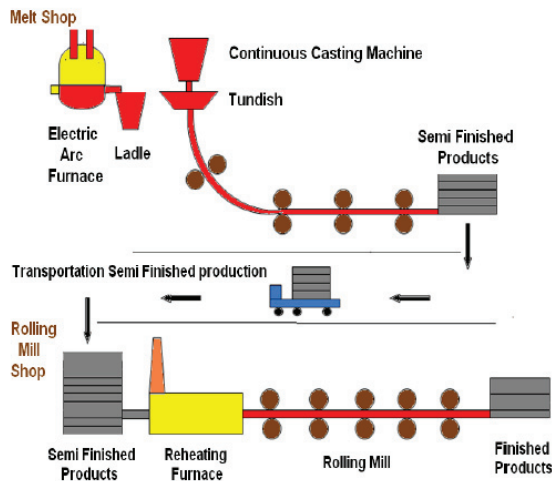 Melt Shop
Continuous Casting Machine
Tundish
Electric
Arc
Furnace
Ladle
Semi Finished
Products
Transportation Semi Finished production
Rolling
Mill
Shop
Semi Finished
Products
Reheating
Furnace
Rolling Mill
Finished
Products